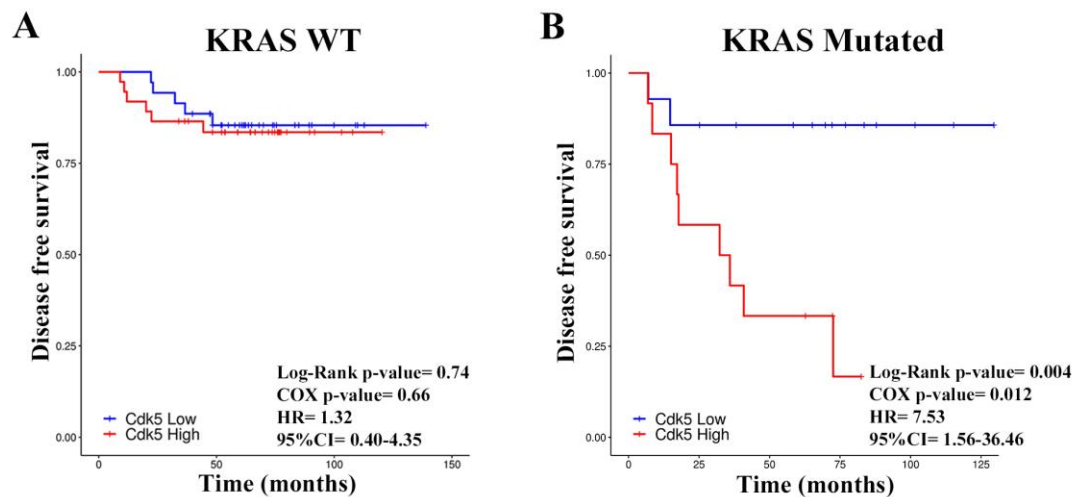 A
KRAS WT
Disease free survival
1.00
0.75
0.50
0.25
0.00
Log-Rank p-value= 0.74
COX p-value= 0.66
HR= 1.32
95%CI= 0.40-4.35
Cdk5 Low
Cdk5 High
0
50
100
150
Time (months)
B
KRAS Mutated
Disease free survival
1.00
0.75
0.50
0.25
0.00
Log-Rank p-value= 0.004
COX p-value= 0.012
HR= 7.53
95%CI= 1.56-36.46
Cdk5 Low
Cdk5 High
0
25
50
75
100
125
Time (months)